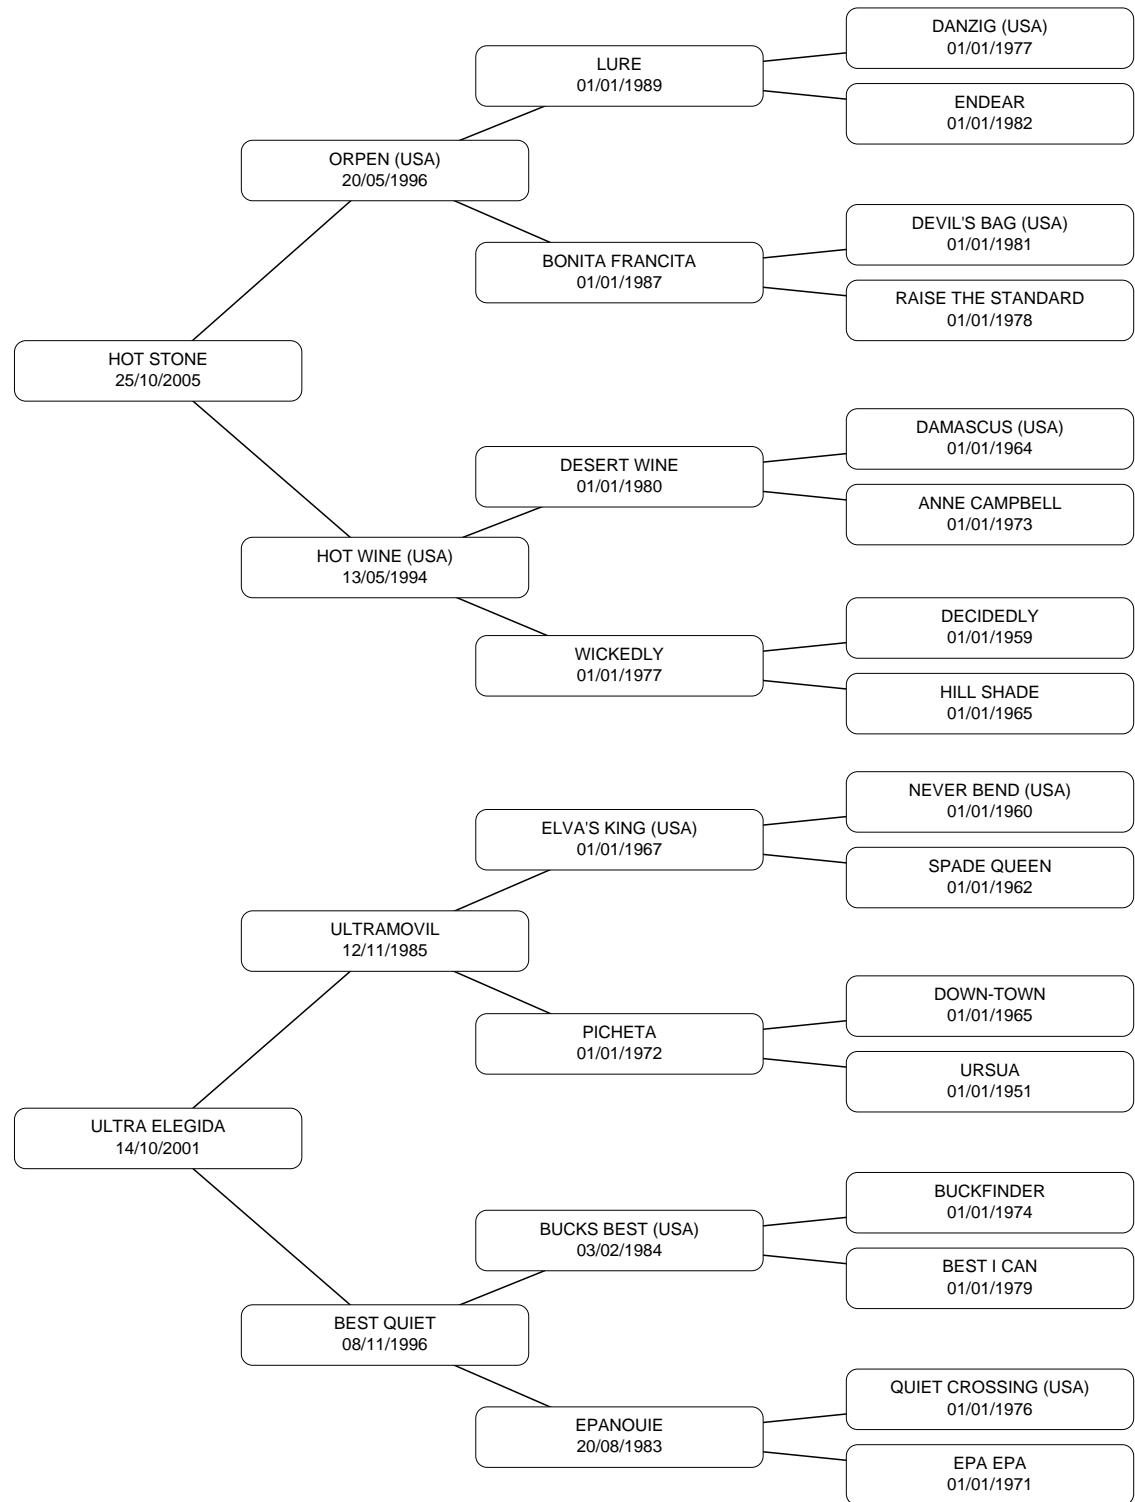 DANZIG (USA)
01/01/1977
LURE
01/01/1989
ENDEAR
01/01/1982
ORPEN (USA)
20/05/1996
DEVIL'S BAG (USA)
01/01/1981
BONITA FRANCITA
01/01/1987
RAISE THE STANDARD
01/01/1978
HOT STONE
25/10/2005
DAMASCUS (USA)
01/01/1964
DESERT WINE
01/01/1980
ANNE CAMPBELL
01/01/1973
HOT WINE (USA)
13/05/1994
DECIDEDLY
01/01/1959
WICKEDLY
01/01/1977
HILL SHADE
01/01/1965
NEVER BEND (USA)
01/01/1960
ELVA'S KING (USA)
01/01/1967
SPADE QUEEN
01/01/1962
ULTRAMOVIL
12/11/1985
DOWN-TOWN
01/01/1965
PICHETA
01/01/1972
URSUA
01/01/1951
ULTRA ELEGIDA
14/10/2001
BUCKFINDER
01/01/1974
BUCKS BEST (USA)
03/02/1984
BEST I CAN
01/01/1979
BEST QUIET
08/11/1996
QUIET CROSSING (USA)
01/01/1976
EPANOUIE
20/08/1983
EPA EPA
01/01/1971